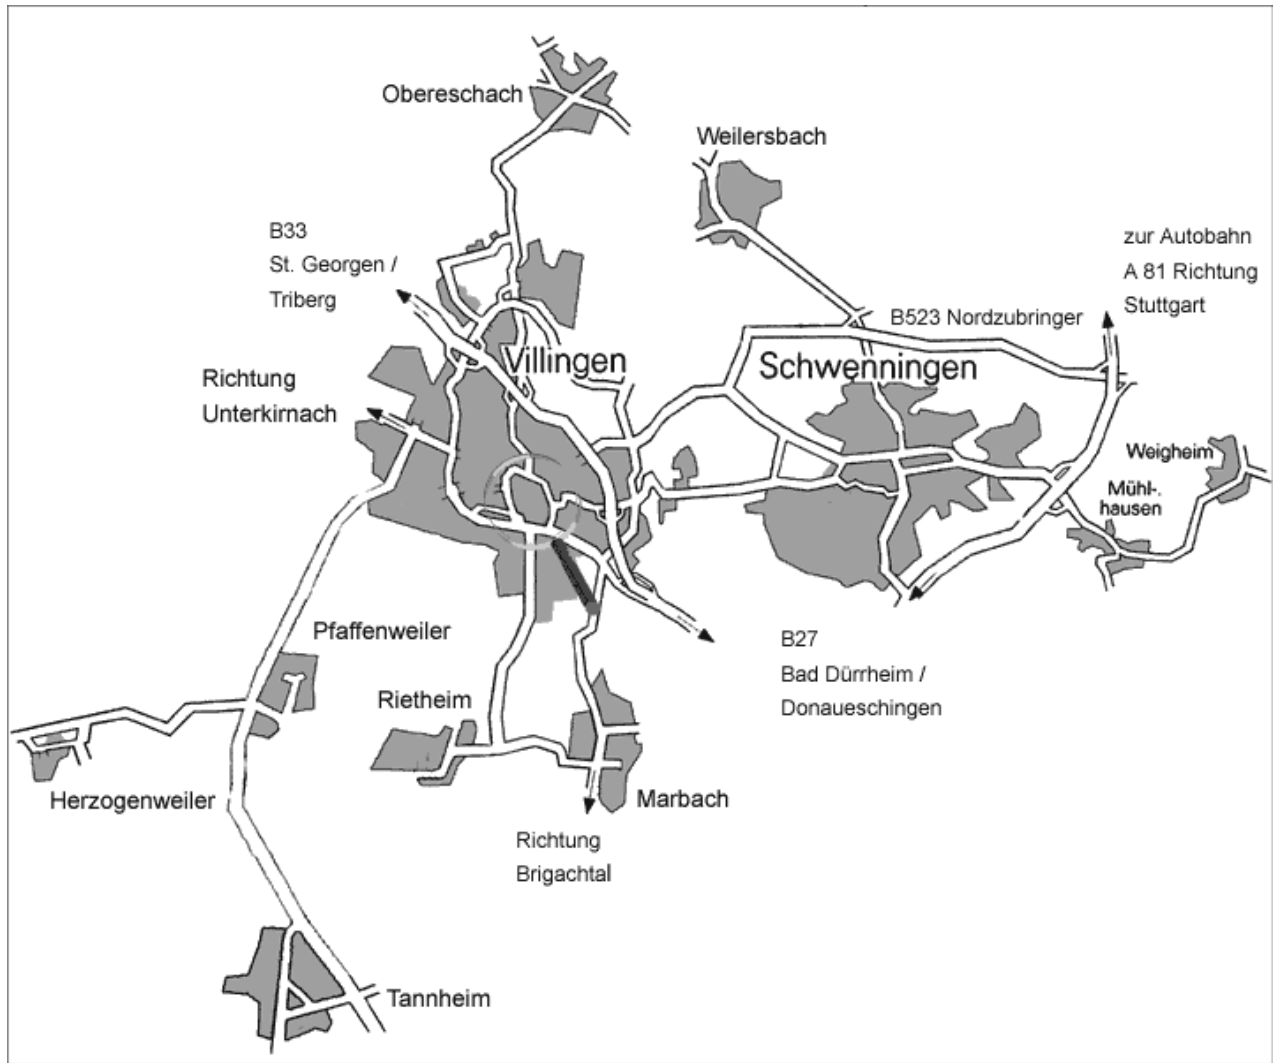 Obereschach
Weilersbach
B33
St. Georgen /
Triberg
zur Autobahn
A 81 Richtung
Stuttgart
B523 Nordzubringer
Villingen
Schwenningen
Richtung
Unterkirnach
Weigheim
Mühl-.
hausen
Pfaffenweiler
B27
Bad Dürrheim /
Donaueschingen
Rietheim
Herzogenweiler
Marbach
Richtung
Brigachtal
Tannheim